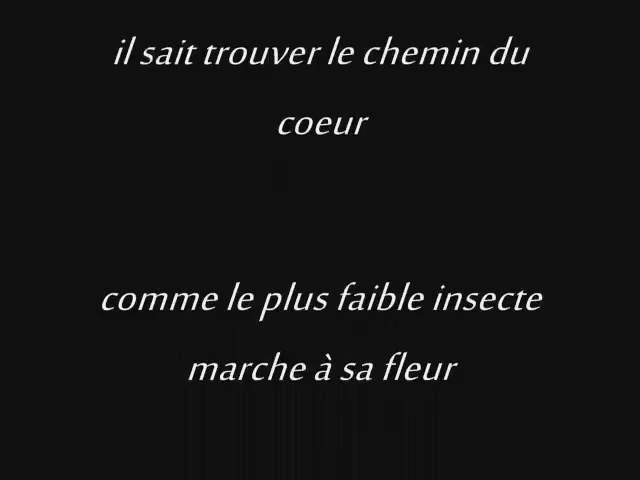 il sait trouver le chemin du
coeur
comme le plus faible insecte
marche à sa fleur